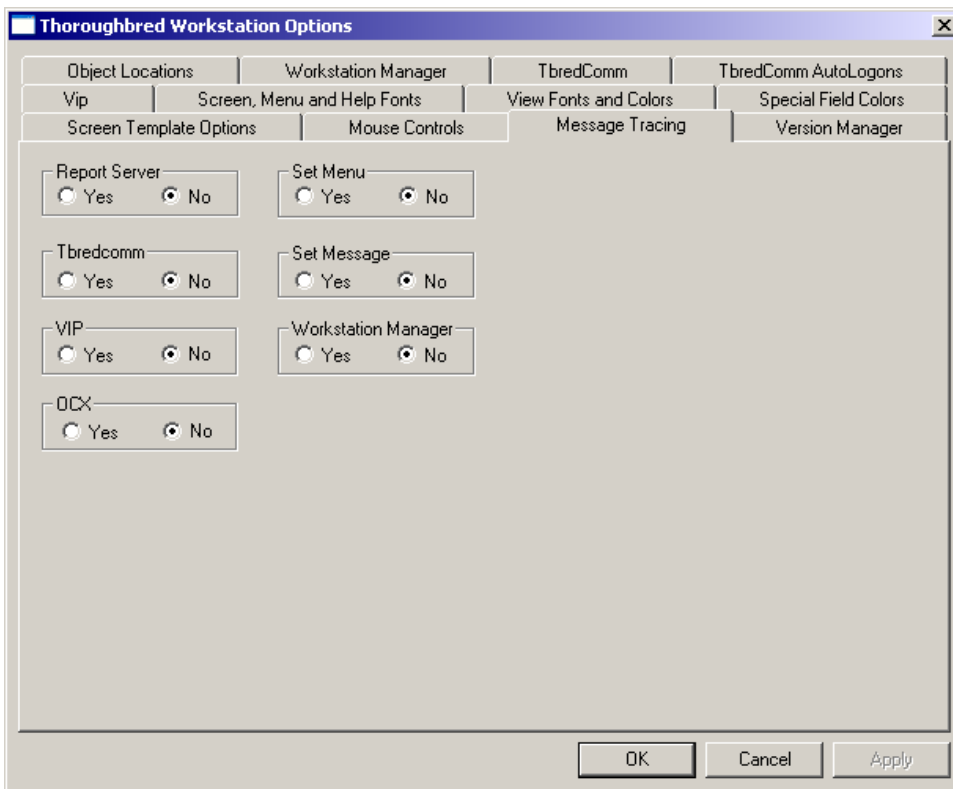 Thoroughbred Workstation Options
Object Locations Workstation Manager TbredComm TbredComm AutoLogons
Vip Screen, Menu and Help Fonts View Fonts and Colors Special Field Colors
Screen Template Options Mouse Controls Message Tracing Version Manager
Report Server Set Menu
Yes No Yes No
Tbredcomm Set Message
Yes No Yes No
VIP Workstation Manager
Yes No Yes No
OCX
Yes No
OK Cancel Apply